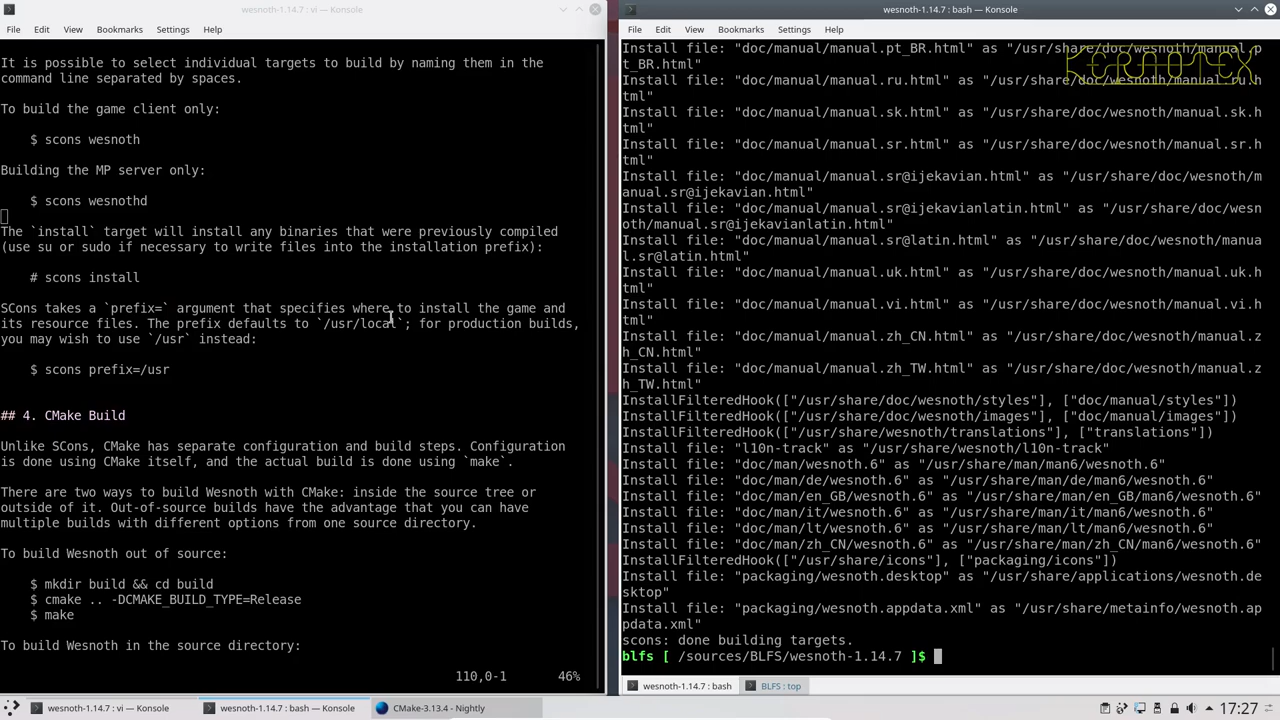 wesnoth-1.14.7 : vi — Konsole
File Edit View Bookmarks Settings Help
It is possible to select individual targets to build by naming them in the
command line separated by spaces.
To build the game client only:
$ scons wesnoth
Building the MP server only:
$ scons wesnothd
The `install` target will install any binaries that were previously compiled
(use su or sudo if necessary to write files into the installation prefix):
# scons install
SCons takes a `prefix=` argument that specifies where to install the game and
its resource files. The prefix defaults to `/usr/local`; for production builds,
you may wish to use `/usr` instead:
$ scons prefix=/usr
## 4. CMake Build
Unlike SCons, CMake has separate configuration and build steps. Configuration
is done using CMake itself, and the actual build is done using `make`.
There are two ways to build Wesnoth with CMake: inside the source tree or
outside of it. Out-of-source builds have the advantage that you can have
multiple builds with different options from one source directory.
To build Wesnoth out of source:
$ mkdir build && cd build
$ cmake .. -DCMAKE_BUILD_TYPE=Release
$ make
To build Wesnoth in the source directory:
110,0-1 46%
wesnoth-1.14.7 : bash — Konsole
File Edit View Bookmarks Settings Help
KERNOTEX
Install file: "doc/manual/manual.pt_BR.html" as "/usr/share/doc/wesnoth/manual.p
t_BR.html"
Install file: "doc/manual/manual.ru.html" as "/usr/share/doc/wesnoth/manual.ru.h
tml"
Install file: "doc/manual/manual.sk.html" as "/usr/share/doc/wesnoth/manual.sk.h
tml"
Install file: "doc/manual/manual.sr.html" as "/usr/share/doc/wesnoth/manual.sr.h
tml"
Install file: "doc/manual/manual.sr@ijekavian.html" as "/usr/share/doc/wesnoth/m
anual.sr@ijekavian.html"
Install file: "doc/manual/manual.sr@ijekavianlatin.html" as "/usr/share/doc/wesn
oth/manual.sr@ijekavianlatin.html"
Install file: "doc/manual/manual.sr@latin.html" as "/usr/share/doc/wesnoth/manua
l.sr@latin.html"
Install file: "doc/manual/manual.uk.html" as "/usr/share/doc/wesnoth/manual.uk.h
tml"
Install file: "doc/manual/manual.vi.html" as "/usr/share/doc/wesnoth/manual.vi.h
tml"
Install file: "doc/manual/manual.zh_CN.html" as "/usr/share/doc/wesnoth/manual.z
h_CN.html"
Install file: "doc/manual/manual.zh_TW.html" as "/usr/share/doc/wesnoth/manual.z
h_TW.html"
InstallFilteredHook(["/usr/share/doc/wesnoth/styles"], ["doc/manual/styles"])
InstallFilteredHook(["/usr/share/doc/wesnoth/images"], ["doc/manual/images"])
InstallFilteredHook(["/usr/share/wesnoth/translations"], ["translations"])
Install file: "l10n-track" as "/usr/share/wesnoth/l10n-track"
Install file: "doc/man/wesnoth.6" as "/usr/share/man/man6/wesnoth.6"
Install file: "doc/man/de/wesnoth.6" as "/usr/share/man/de/man6/wesnoth.6"
Install file: "doc/man/en_GB/wesnoth.6" as "/usr/share/man/en_GB/man6/wesnoth.6"
Install file: "doc/man/it/wesnoth.6" as "/usr/share/man/it/man6/wesnoth.6"
Install file: "doc/man/lt/wesnoth.6" as "/usr/share/man/lt/man6/wesnoth.6"
Install file: "doc/man/zh_CN/wesnoth.6" as "/usr/share/man/zh_CN/man6/wesnoth.6"
InstallFilteredHook(["/usr/share/icons"], ["packaging/icons"])
Install file: "packaging/wesnoth.desktop" as "/usr/share/applications/wesnoth.de
sktop"
Install file: "packaging/wesnoth.appdata.xml" as "/usr/share/metainfo/wesnoth.ap
pdata.xml"
scons: done building targets.
blfs [ /sources/BLFS/wesnoth-1.14.7 ]$
wesnoth-1.14.7 : bash BLFS : top
wesnoth-1.14.7 : vi — Konsole wesnoth-1.14.7 : bash — Konsole CMake-3.13.4 - Nightly 17:27